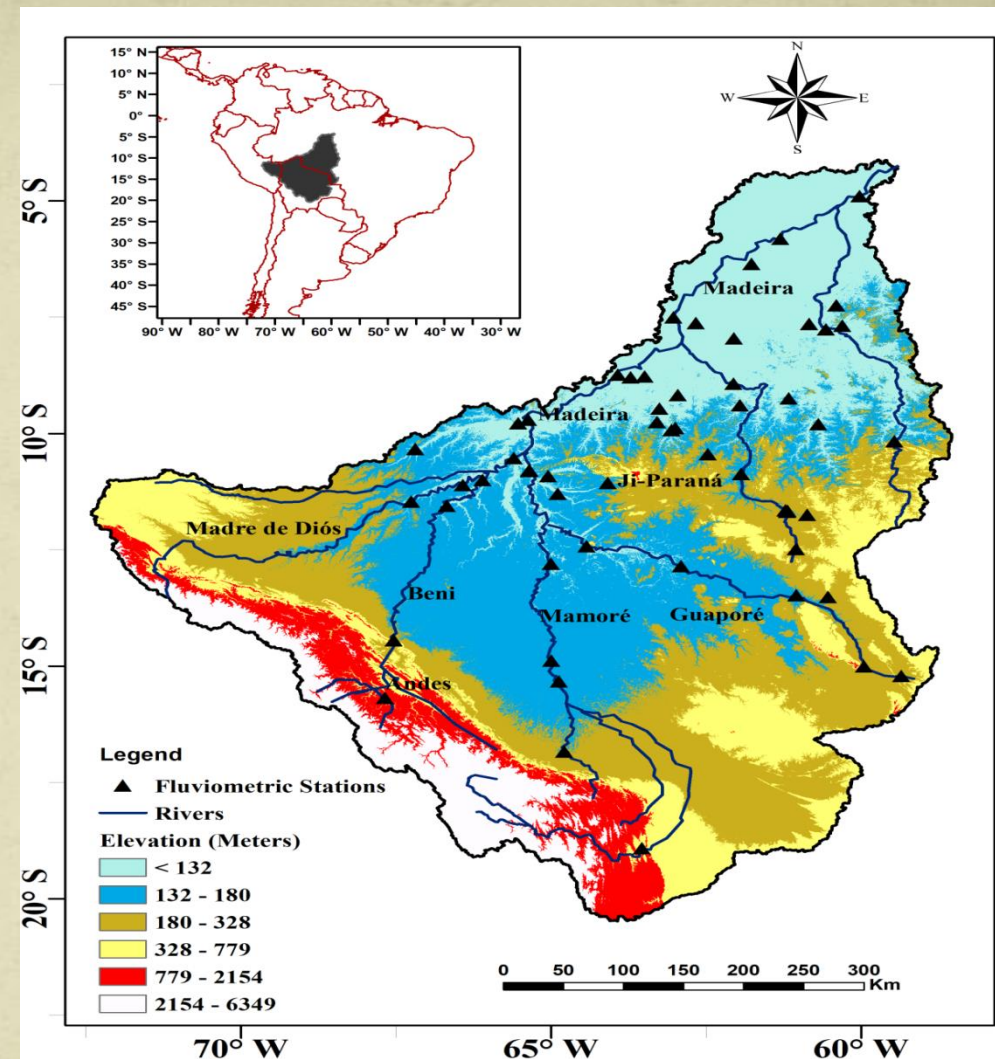 15° N
10° N
5° N
0°
5° S
10° S
15° S
20° S
25° S
30° S
35° S
40° S
45° S
90° W
80° W
70° W
60° W
50° W
40° W
30° W
N
W
E
S
5° S
10° S
15° S
20° S
Madeira
Madeira
Ji-Paraná
Madre de Diós
Beni
Mamoré
Guaporé
Andes
Legend
Fluviometric Stations
Rivers
Elevation (Meters)
< 132
132 - 180
180 - 328
328 - 779
779 - 2154
2154 - 6349
0 50 100 150 200 250 300
Km
70° W
65° W
60° W